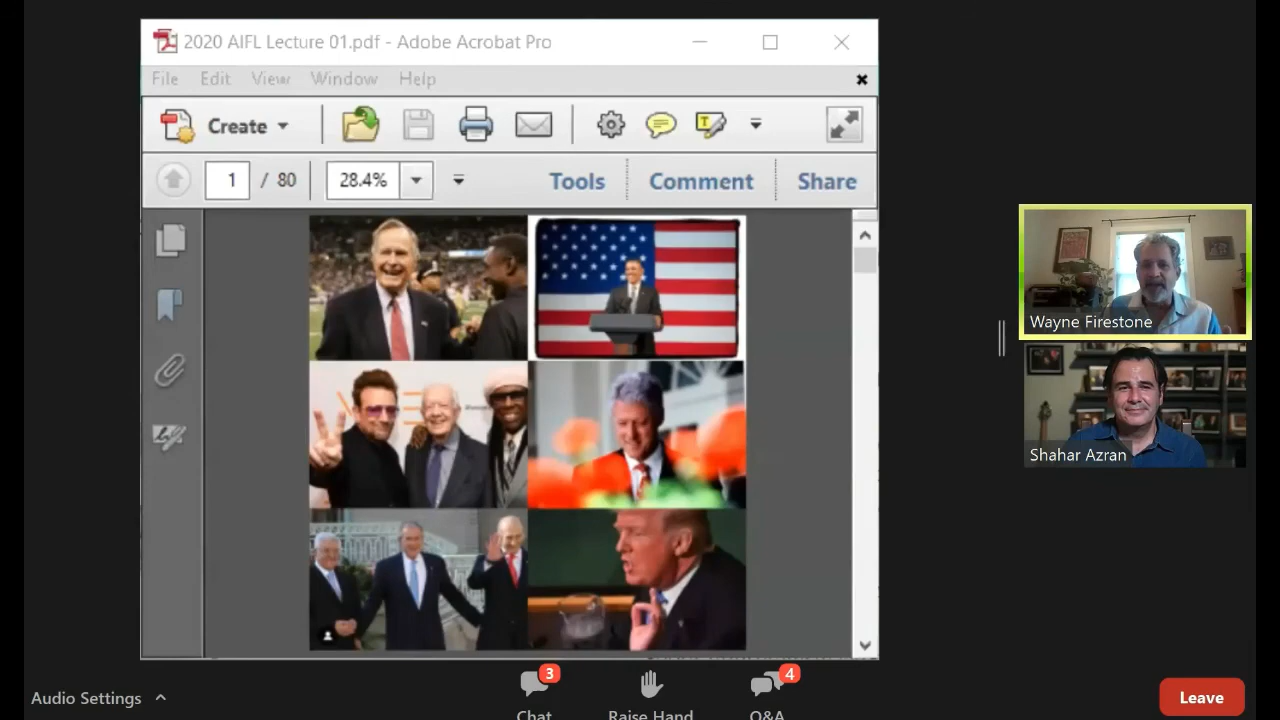 2020 AIFL Lecture 01.pdf - Adobe Acrobat Pro
File Edit View Window Help
Create
1 / 80 28.4% Tools Comment Share
Wayne Firestone
Shahar Azran
3 4
Audio Settings Chat Raise Hand Q&A Leave